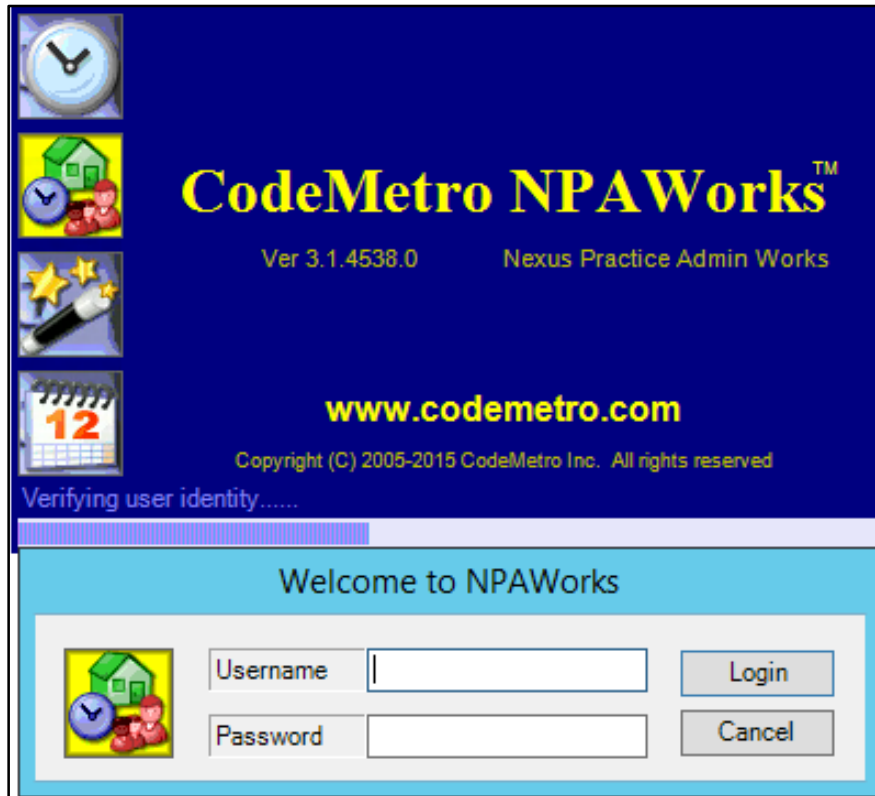 CodeMetro NPAWorks™
Ver 3.1.4538.0 Nexus Practice Admin Works
12
www.codemetro.com
Copyright (C) 2005-2015 CodeMetro Inc. All rights reserved
Verifying user identity......
Welcome to NPAWorks
Username
Login
Password
Cancel